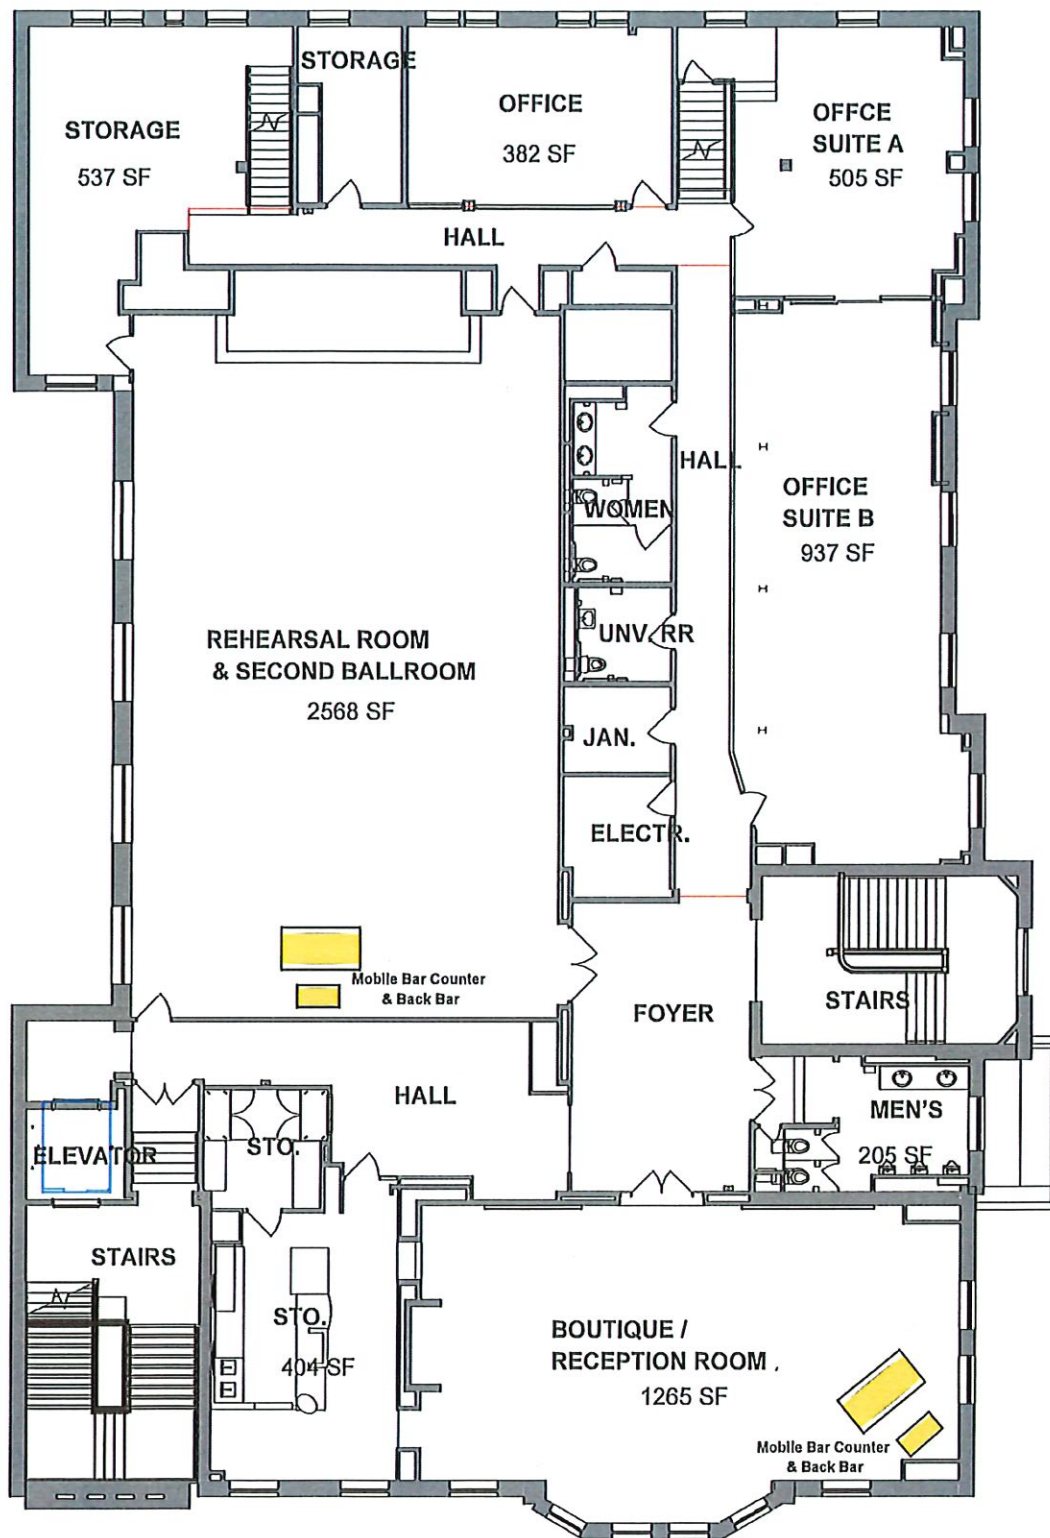 STORAGE
OFFICE
382 SF
OFFCE
SUITE A
505 SF
STORAGE
537 SF
HALL
HALL
OFFICE
SUITE B
937 SF
WOMEN
UNV. RR
REHEARSAL ROOM
& SECOND BALLROOM
2568 SF
JAN.
ELECTR.
Mobile Bar Counter
& Back Bar
FOYER
STAIRS
HALL
MEN'S
205 SF
ELEVATOR
STO.
STAIRS
STO.
404 SF
BOUTIQUE /
RECEPTION ROOM
1265 SF
Mobile Bar Counter
& Back Bar